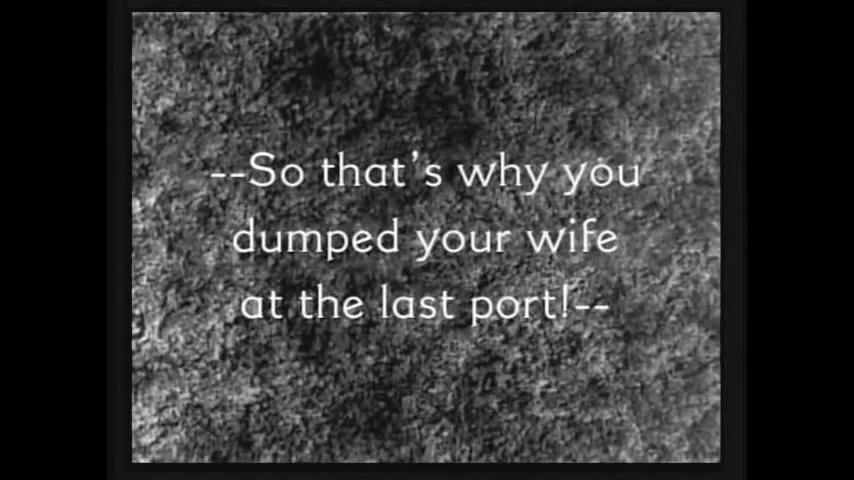 --So that's why you
dumped your wife
at the last port!--